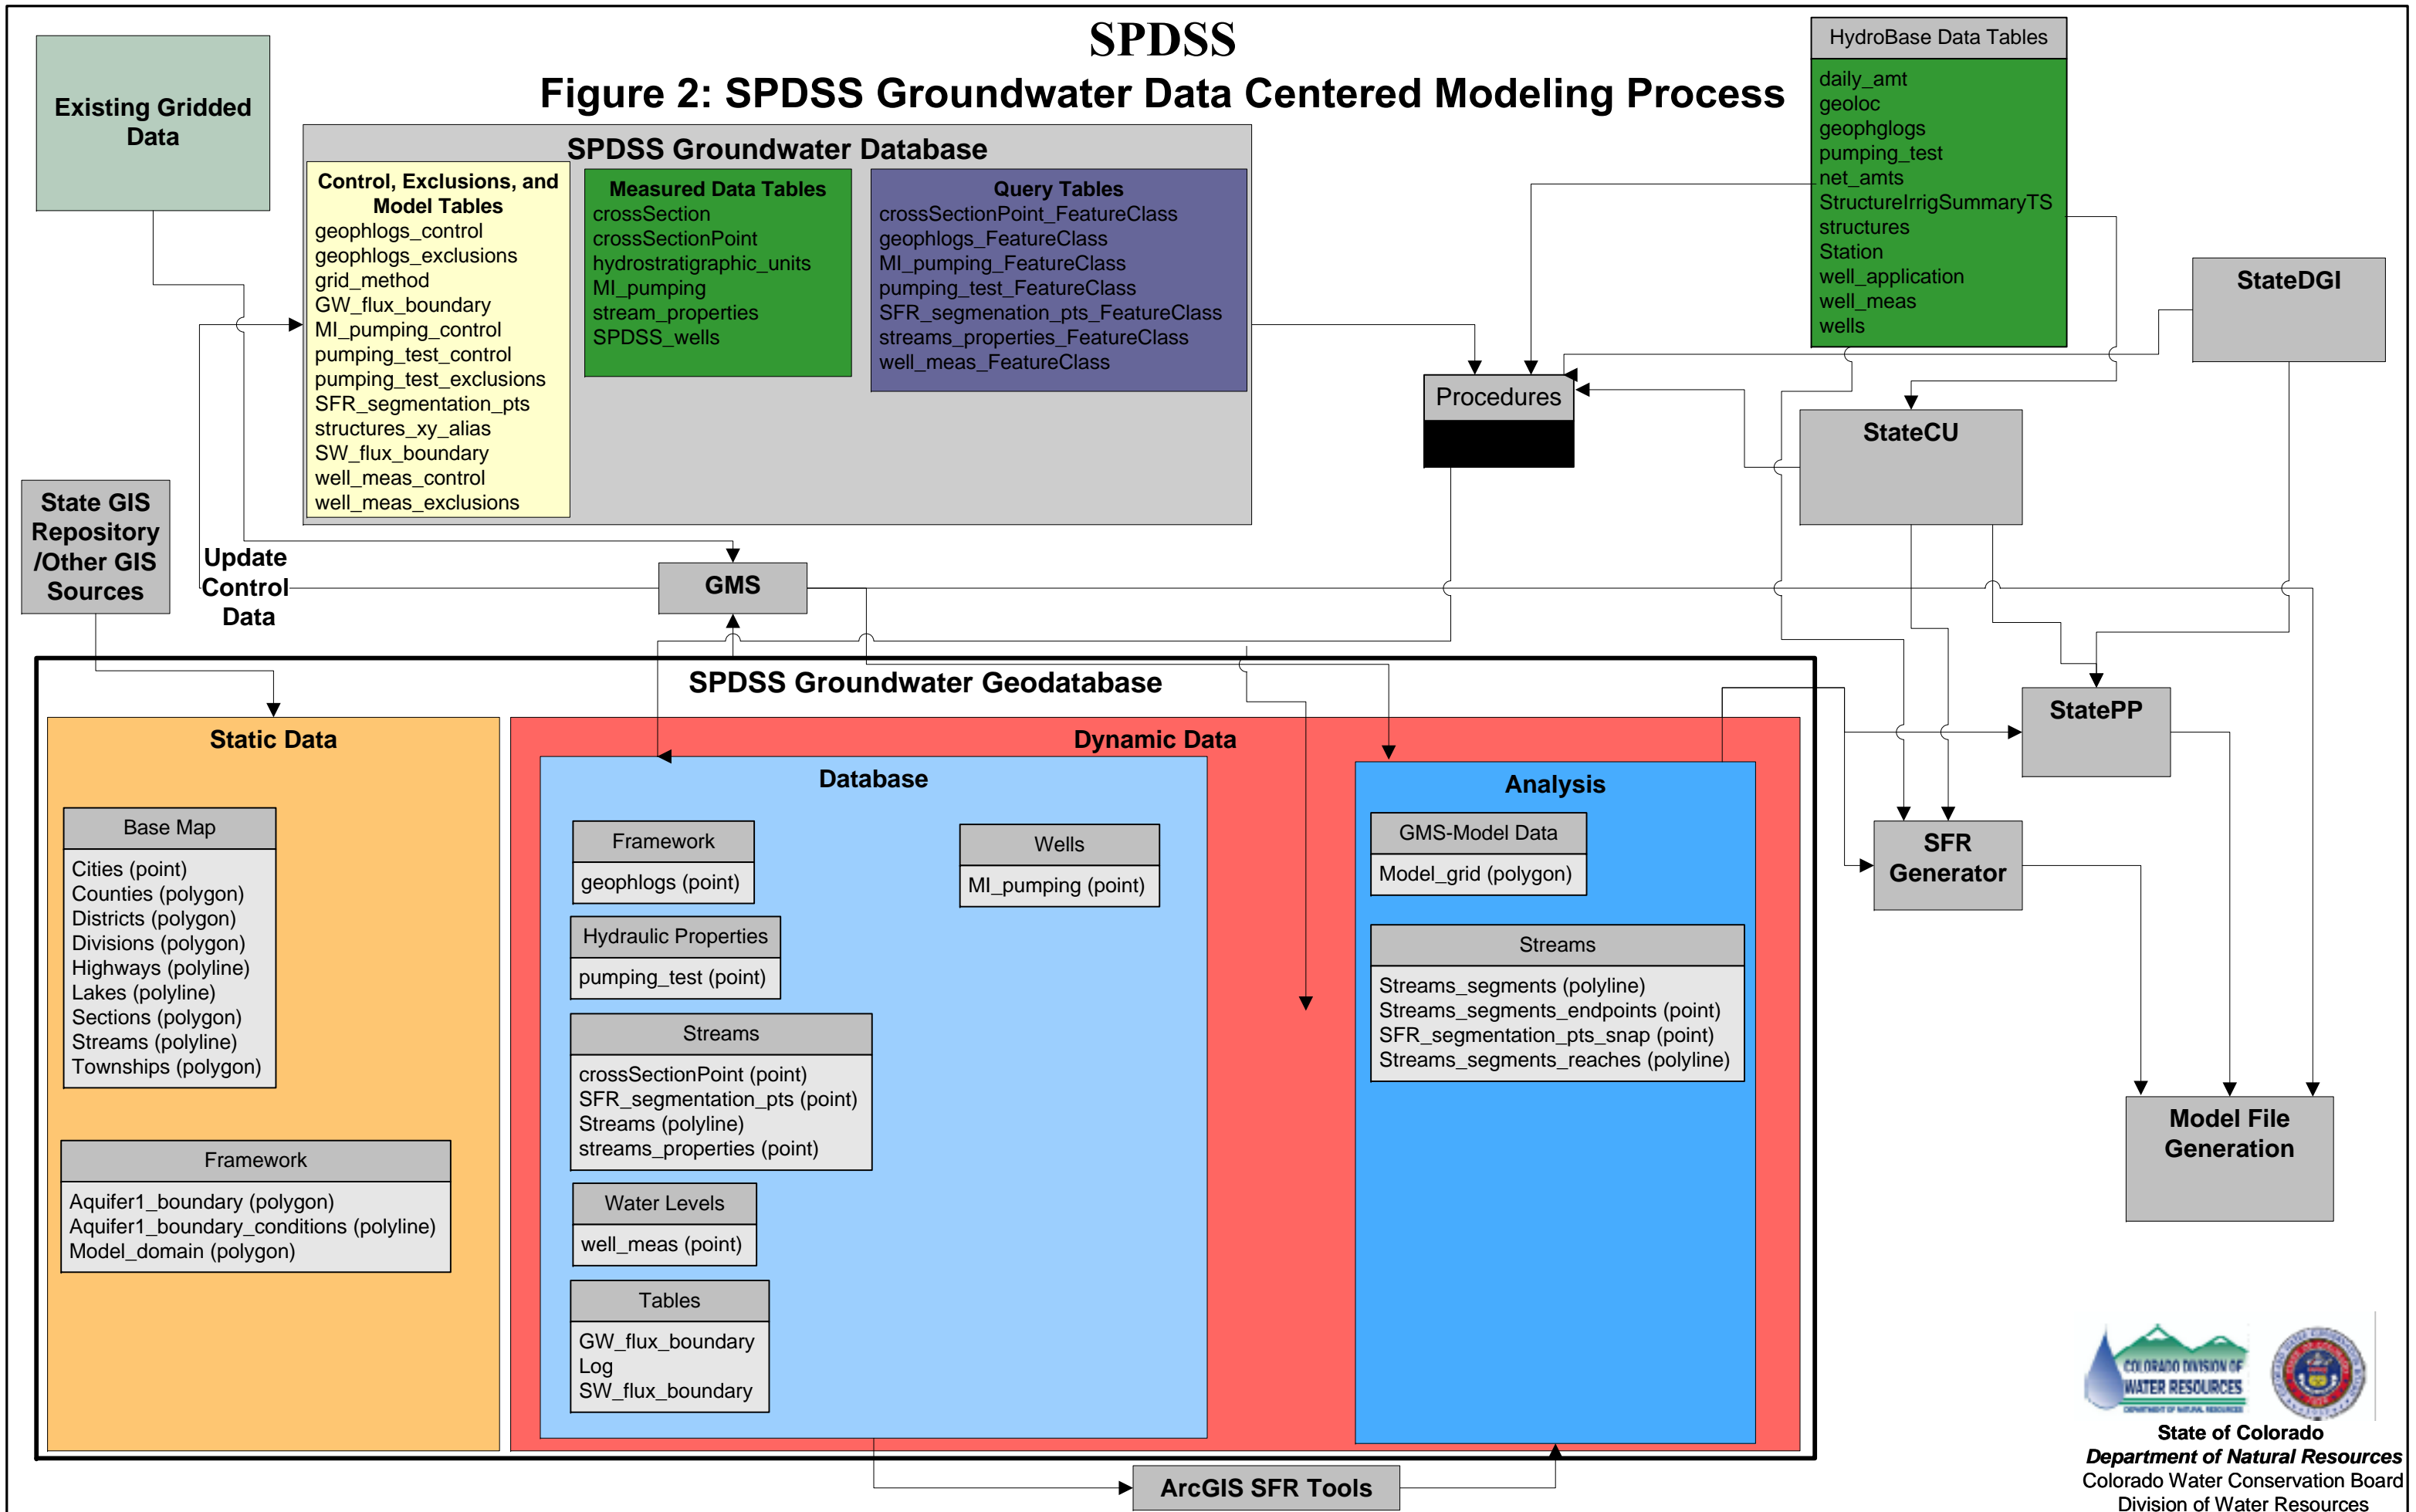 SPDSS
Figure 2: SPDSS Groundwater Data Centered Modeling Process
Existing Gridded
Data
SPDSS Groundwater Database
Control, Exclusions, and
Model Tables
geophlogs_control
geophlogs_exclusions
grid_method
GW_flux_boundary
MI_pumping_control
pumping_test_control
pumping_test_exclusions
SFR_segmentation_pts
structures_xy_alias
SW_flux_boundary
well_meas_control
well_meas_exclusions
Measured Data Tables
crossSection
crossSectionPoint
hydrostratigraphic_units
MI_pumping
stream_properties
SPDSS_wells
Query Tables
crossSectionPoint_FeatureClass
geophlogs_FeatureClass
MI_pumping_FeatureClass
pumping_test_FeatureClass
SFR_segmenation_pts_FeatureClass
streams_properties_FeatureClass
well_meas_FeatureClass
HydroBase Data Tables
daily_amt
geoloc
geophglogs
pumping_test
net_amts
StructureIrrigSummaryTS
structures
Station
well_application
well_meas
wells
StateDGI
Procedures
StateCU
State GIS
Repository
/Other GIS
Sources
Update
Control
Data
GMS
SPDSS Groundwater Geodatabase
Static Data
Base Map
Cities (point)
Counties (polygon)
Districts (polygon)
Divisions (polygon)
Highways (polyline)
Lakes (polyline)
Sections (polygon)
Streams (polyline)
Townships (polygon)
Framework
Aquifer1_boundary (polygon)
Aquifer1_boundary_conditions (polyline)
Model_domain (polygon)
Dynamic Data
Database
Framework
geophlogs (point)
Wells
MI_pumping (point)
Hydraulic Properties
pumping_test (point)
Streams
crossSectionPoint (point)
SFR_segmentation_pts (point)
Streams (polyline)
streams_properties (point)
Water Levels
well_meas (point)
Tables
GW_flux_boundary
Log
SW_flux_boundary
Analysis
GMS-Model Data
Model_grid (polygon)
Streams
Streams_segments (polyline)
Streams_segments_endpoints (point)
SFR_segmentation_pts_snap (point)
Streams_segments_reaches (polyline)
StatePP
SFR
Generator
Model File
Generation
ArcGIS SFR Tools
COLORADO DIVISION OF
WATER RESOURCES
DEPARTMENT OF NATURAL RESOURCES
State of Colorado
Department of Natural Resources
Colorado Water Conservation Board
Division of Water Resources